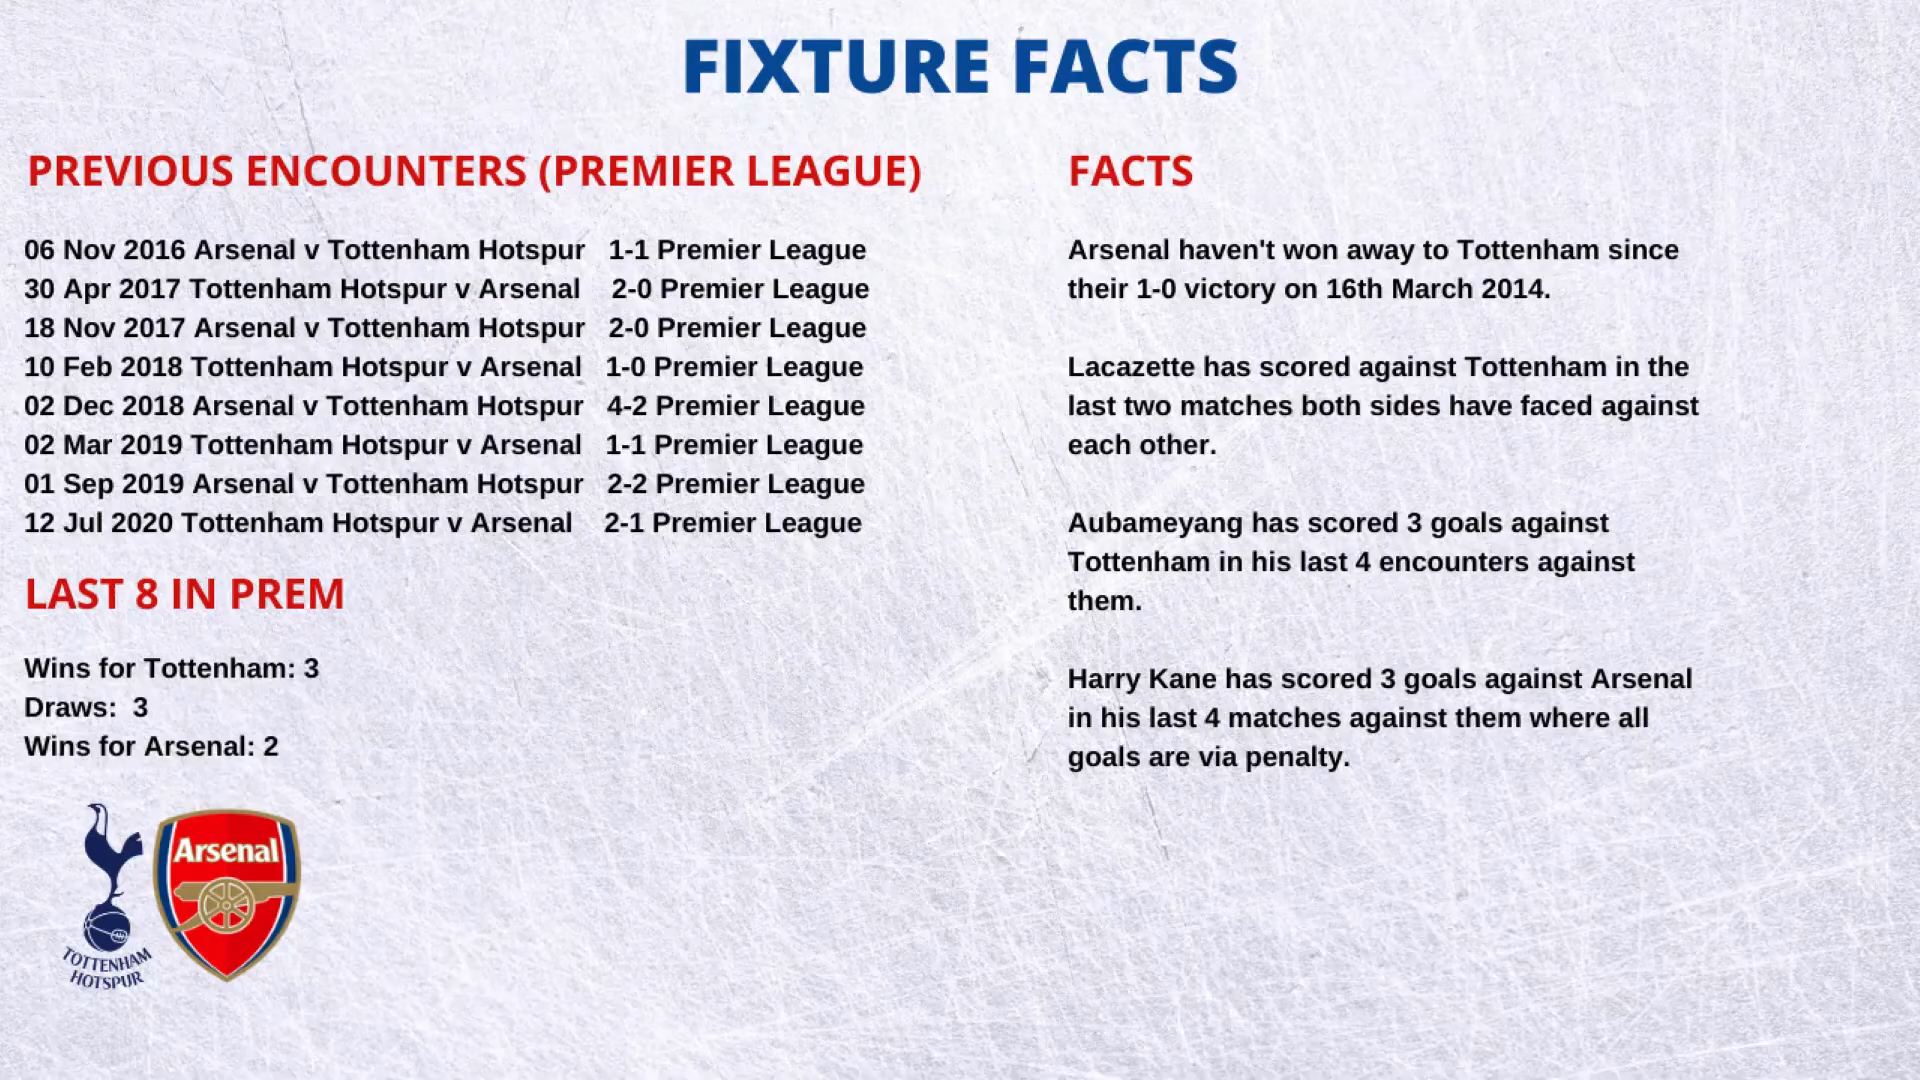 FIXTURE FACTS
PREVIOUS ENCOUNTERS (PREMIER LEAGUE)
06 Nov 2016 Arsenal v Tottenham Hotspur 1-1 Premier League
30 Apr 2017 Tottenham Hotspur v Arsenal 2-0 Premier League
18 Nov 2017 Arsenal v Tottenham Hotspur 2-0 Premier League
10 Feb 2018 Tottenham Hotspur v Arsenal 1-0 Premier League
02 Dec 2018 Arsenal v Tottenham Hotspur 4-2 Premier League
02 Mar 2019 Tottenham Hotspur v Arsenal 1-1 Premier League
01 Sep 2019 Arsenal v Tottenham Hotspur 2-2 Premier League
12 Jul 2020 Tottenham Hotspur v Arsenal 2-1 Premier League
LAST 8 IN PREM
Wins for Tottenham: 3
Draws: 3
Wins for Arsenal: 2
Arsenal
TOTTENHAM
HOTSPUR
FACTS
Arsenal haven't won away to Tottenham since
their 1-0 victory on 16th March 2014.
Lacazette has scored against Tottenham in the
last two matches both sides have faced against
each other.
Aubameyang has scored 3 goals against
Tottenham in his last 4 encounters against
them.
Harry Kane has scored 3 goals against Arsenal
in his last 4 matches against them where all
goals are via penalty.